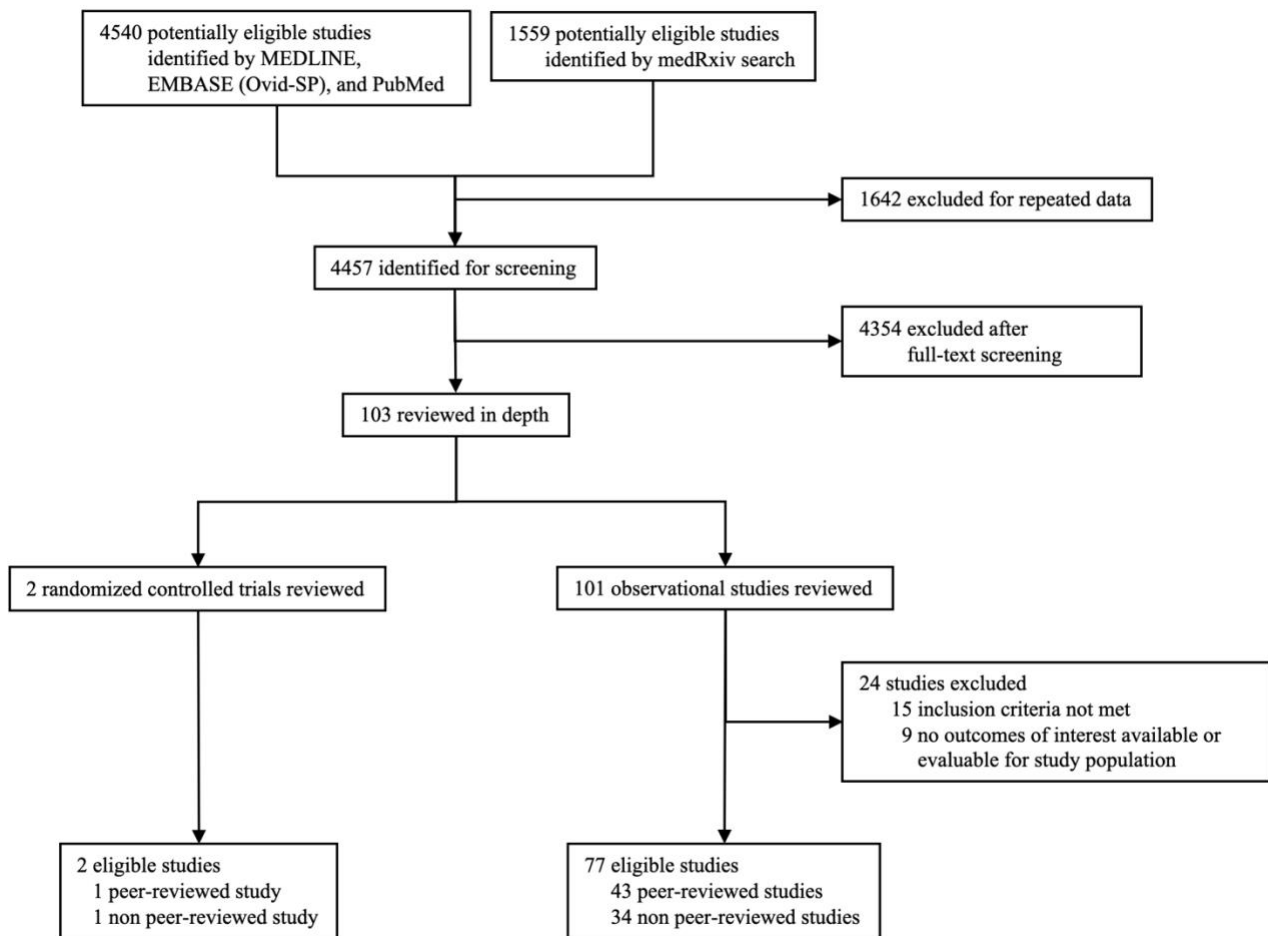 4540 potentially eligible studies
identified by MEDLINE,
EMBASE (Ovid-SP), and PubMed
1559 potentially eligible studies
identified by medRxiv search
1642 excluded for repeated data
4457 identified for screening
4354 excluded after
full-text screening
103 reviewed in depth
2 randomized controlled trials reviewed
101 observational studies reviewed
24 studies excluded
15 inclusion criteria not met
9 no outcomes of interest available or
evaluable for study population
2 eligible studies
1 peer-reviewed study
1 non peer-reviewed study
77 eligible studies
43 peer-reviewed studies
34 non peer-reviewed studies